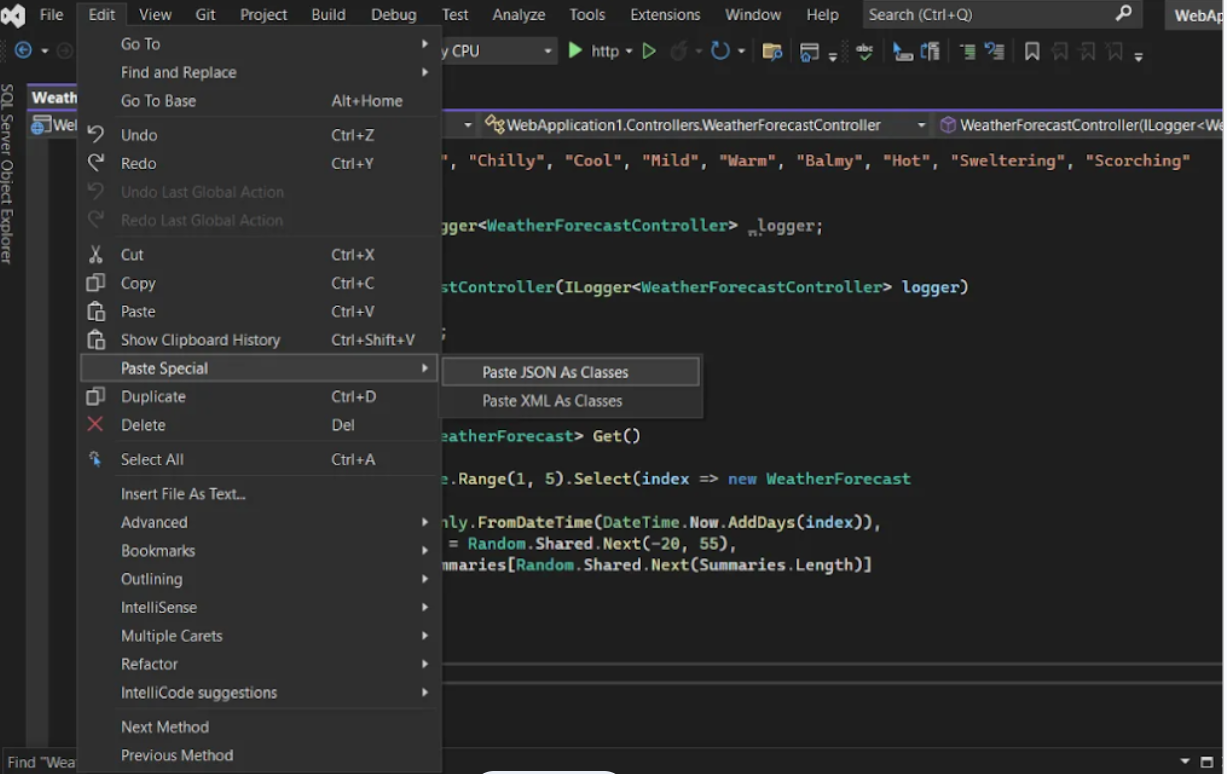 File Edit View Git Project Build Debug Test Analyze Tools Extensions Window Help Search (Ctrl+Q) WebAp
y CPU http abc
SQL Server Object Explorer
Weath
Wel WebApplication1.Controllers.WeatherForecastController WeatherForecastController(ILogger<We
Go To
Find and Replace
Go To Base Alt+Home
Undo Ctrl+Z
Redo Ctrl+Y
Undo Last Global Action
Redo Last Global Action
Cut Ctrl+X
Copy Ctrl+C
Paste Ctrl+V
Show Clipboard History Ctrl+Shift+V
Paste Special
Duplicate Ctrl+D
Delete Del
Select All Ctrl+A
Insert File As Text...
Advanced
Bookmarks
Outlining
IntelliSense
Multiple Carets
Refactor
IntelliCode suggestions
Next Method
Previous Method
Paste JSON As Classes
Paste XML As Classes
", "Chilly", "Cool", "Mild", "Warm", "Balmy", "Hot", "Sweltering", "Scorching"
gger<WeatherForecastController> _logger;
stController(ILogger<WeatherForecastController> logger)
;
eatherForecast> Get()
e.Range(1, 5).Select(index => new WeatherForecast
nly.FromDateTime(DateTime.Now.AddDays(index)),
= Random.Shared.Next(-20, 55),
mmaries[Random.Shared.Next(Summaries.Length)]
Find "Wea